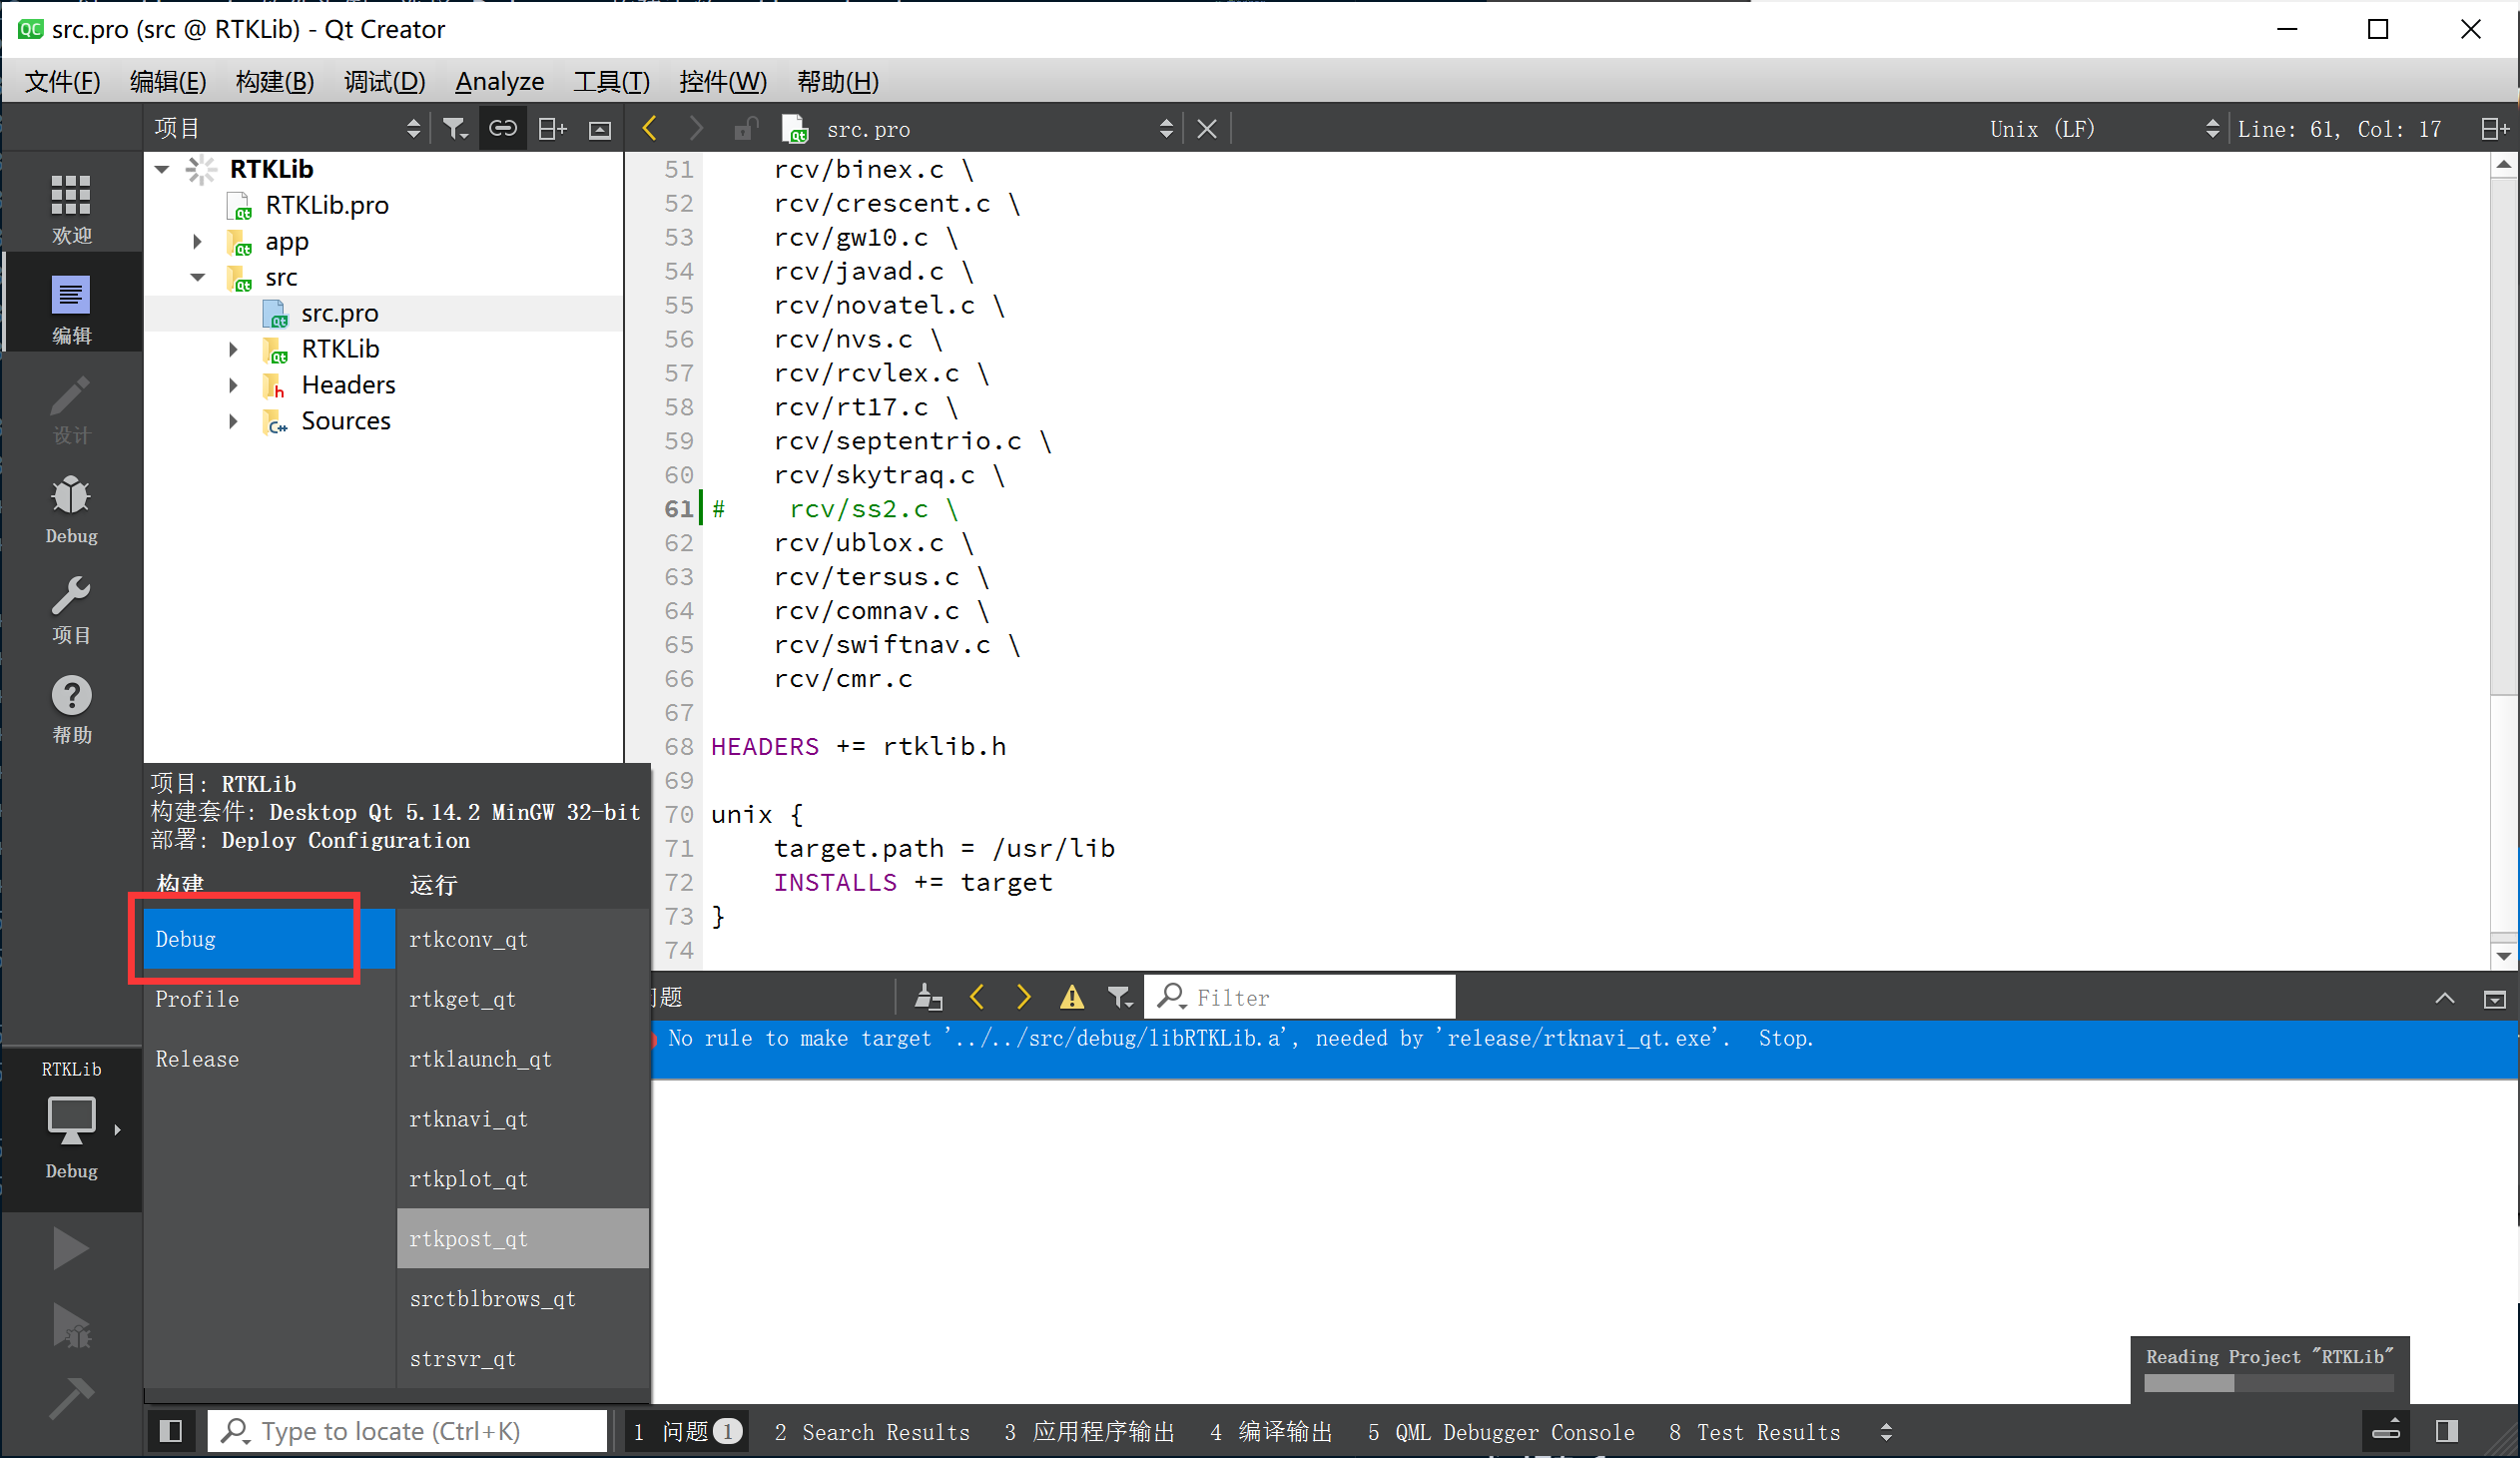 src.pro (src @ RTKLib) - Qt Creator
文件(F) 编辑(E) 构建(B) 调试(D) Analyze 工具(T) 控件(W) 帮助(H)
项目
src.pro
Unix (LF)
Line: 61, Col: 17
欢迎
编辑
设计
Debug
项目
帮助
RTKLib
RTKLib.pro
app
src
src.pro
RTKLib
Headers
Sources
51 rcv/binex.c \
52 rcv/crescent.c \
53 rcv/gw10.c \
54 rcv/javad.c \
55 rcv/novatel.c \
56 rcv/nvs.c \
57 rcv/rcvlex.c \
58 rcv/rt17.c \
59 rcv/septentrio.c \
60 rcv/skytraq.c \
61 # rcv/ss2.c \
62 rcv/ublox.c \
63 rcv/tersus.c \
64 rcv/comnav.c \
65 rcv/swiftnav.c \
66 rcv/cmr.c
67
68 HEADERS += rtklib.h
69
70 unix {
71 target.path = /usr/lib
72 INSTALLS += target
73 }
74
项目: RTKLib
构建套件: Desktop Qt 5.14.2 MinGW 32-bit
部署: Deploy Configuration
构建
Debug
Profile
Release
运行
rtkconv_qt
rtkget_qt
rtklaunch_qt
rtknavi_qt
rtkplot_qt
rtkpost_qt
srctblbrows_qt
strsvr_qt
题
Filter
No rule to make target '../../src/debug/libRTKLib.a', needed by 'release/rtknavi_qt.exe'. Stop.
RTKLib
Debug
Reading Project "RTKLib"
Type to locate (Ctrl+K)
1 问题 1
2 Search Results
3 应用程序输出
4 编译输出
5 QML Debugger Console
8 Test Results